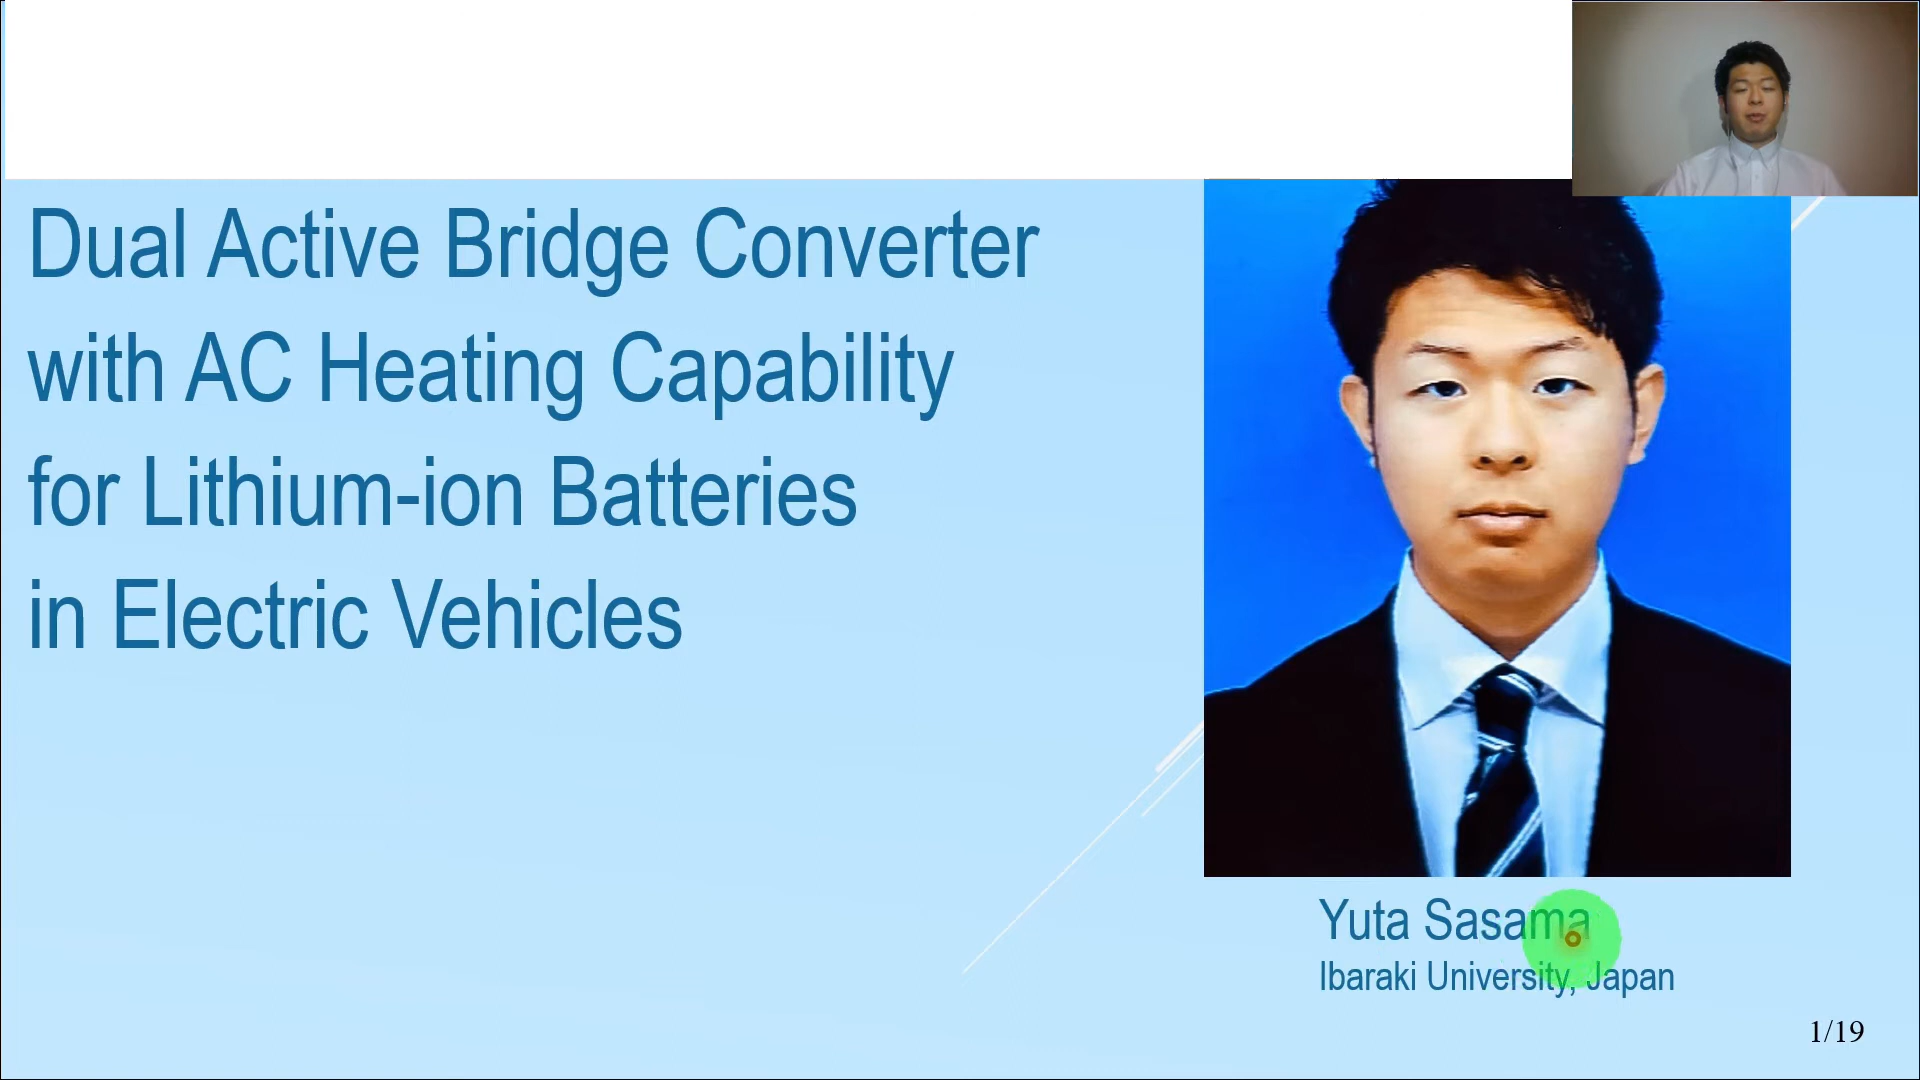 Dual Active Bridge Converter
with AC Heating Capability
for Lithium-ion Batteries
in Electric Vehicles
Yuta Sasama
Ibaraki University, Japan
1/19